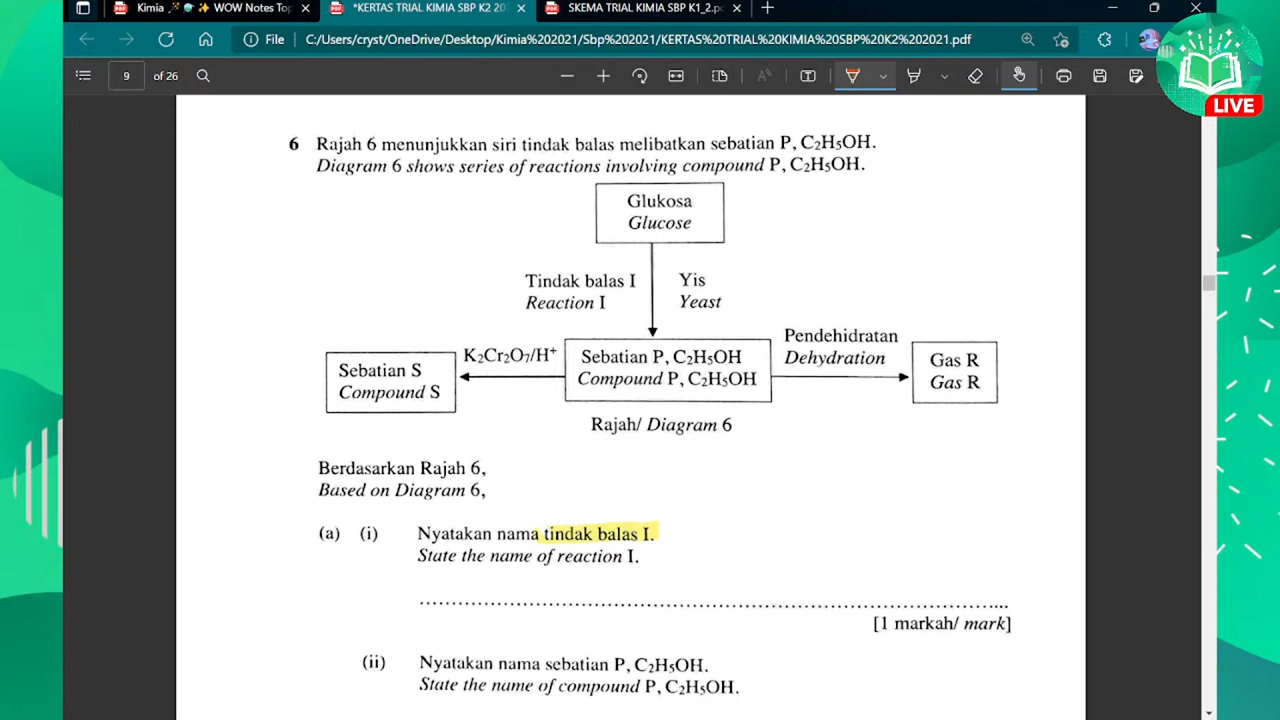 Kimia 🪄🧪✨ WOW Notes Top
*KERTAS TRIAL KIMIA SBP K2 202
SKEMA TRIAL KIMIA SBP K1_2.pdf
File
C:/Users/cryst/OneDrive/Desktop/Kimia%202021/Sbp%202021/KERTAS%20TRIAL%20KIMIA%20SBP%20K2%202021.pdf
9 of 26
LIVE
6 Rajah 6 menunjukkan siri tindak balas melibatkan sebatian P, C₂H₅OH.
Diagram 6 shows series of reactions involving compound P, C₂H₅OH.
Glukosa
Glucose
Tindak balas I
Reaction I
Yis
Yeast
K₂Cr₂O₇/H⁺
Pendehidratan
Dehydration
Sebatian S
Compound S
Sebatian P, C₂H₅OH
Compound P, C₂H₅OH
Gas R
Gas R
Rajah/ Diagram 6
Berdasarkan Rajah 6,
Based on Diagram 6,
(a) (i) Nyatakan nama tindak balas I.
State the name of reaction I.
[1 markah/ mark]
(ii) Nyatakan nama sebatian P, C₂H₅OH.
State the name of compound P, C₂H₅OH.